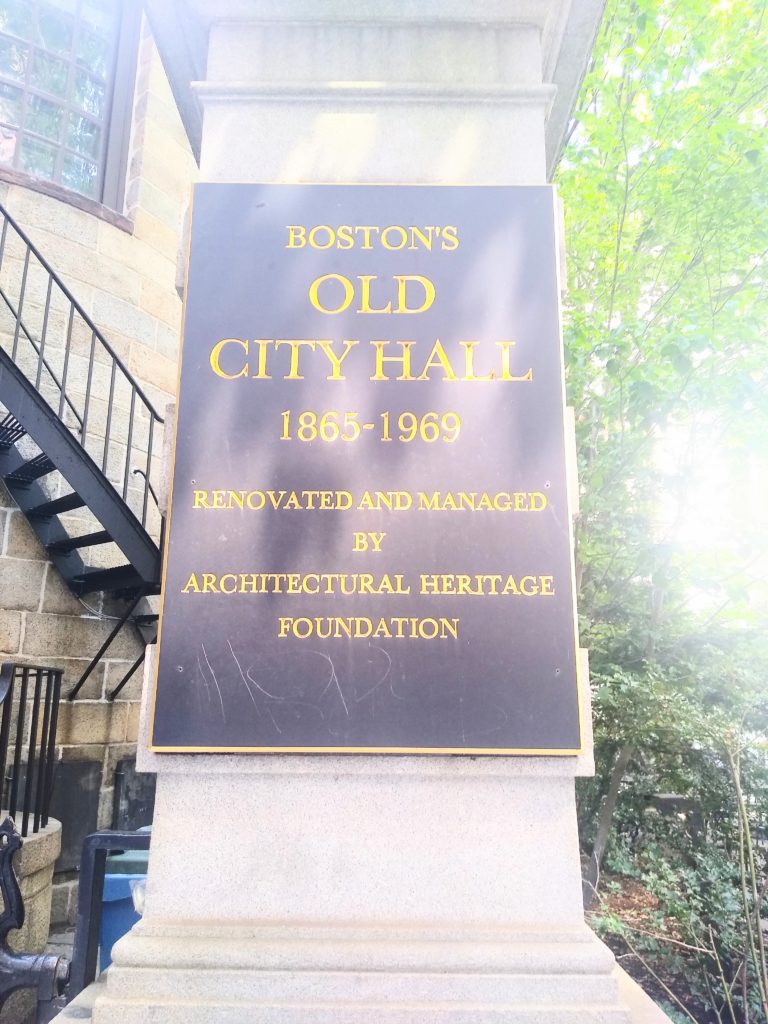 BOSTON'S
OLD
CITY HALL
1865-1969
RENOVATED AND MANAGED
BY
ARCHITECTURAL HERITAGE
FOUNDATION